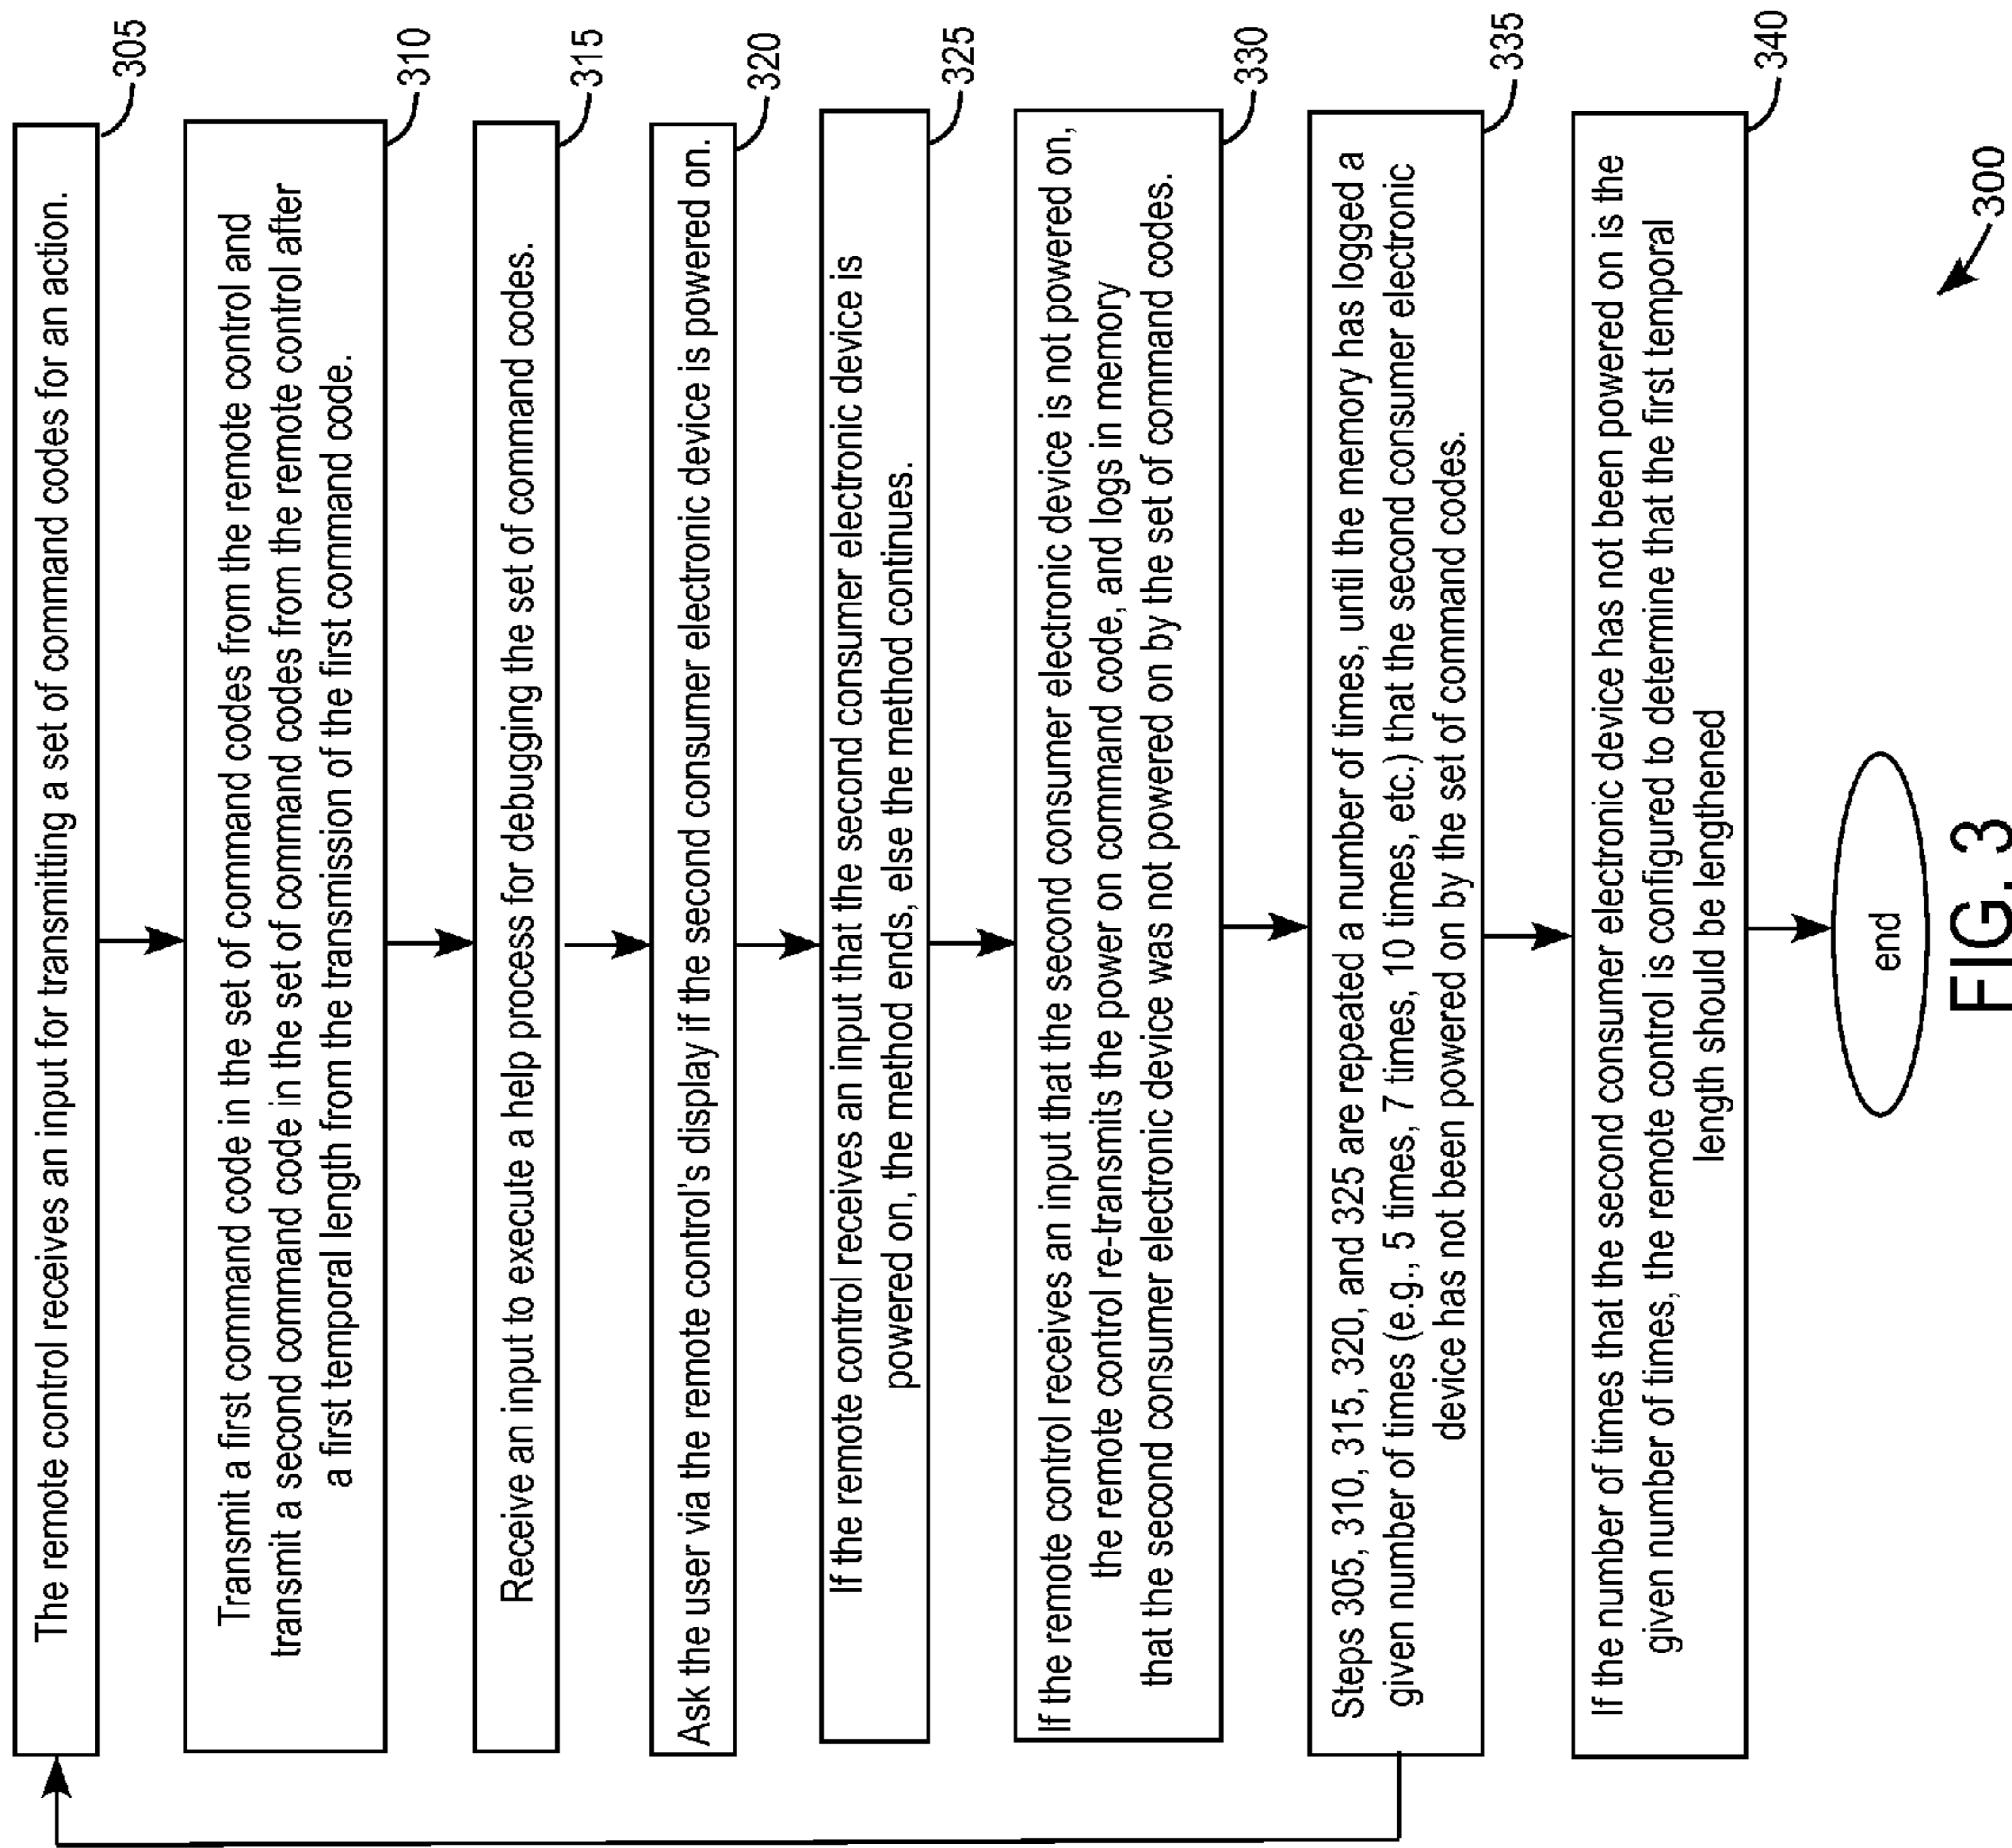 The remote control receives an input for transmitting a set of command codes for an action.
305
Transmit a first command code in the set of command codes from the remote control and
transmit a second command code in the set of command codes from the remote control after
a first temporal length from the transmission of the first command code.
310
Receive an input to execute a help process for debugging the set of command codes.
315
Ask the user via the remote control's display if the second consumer electronic device is powered on.
320
If the remote control receives an input that the second consumer electronic device is
powered on, the method ends, else the method continues.
325
If the remote control receives an input that the second consumer electronic device is not powered on,
the remote control re-transmits the power on command code, and logs in memory
that the second consumer electronic device was not powered on by the set of command codes.
330
Steps 305, 310, 315, 320, and 325 are repeated a number of times, until the memory has logged a
given number of times (e.g., 5 times, 7 times, 10 times, etc.) that the second consumer electronic
device has not been powered on by the set of command codes.
335
If the number of times that the second consumer electronic device has not been powered on is the
given number of times, the remote control is configured to determine that the first temporal
length should be lengthened
340
end
300
FIG. 3